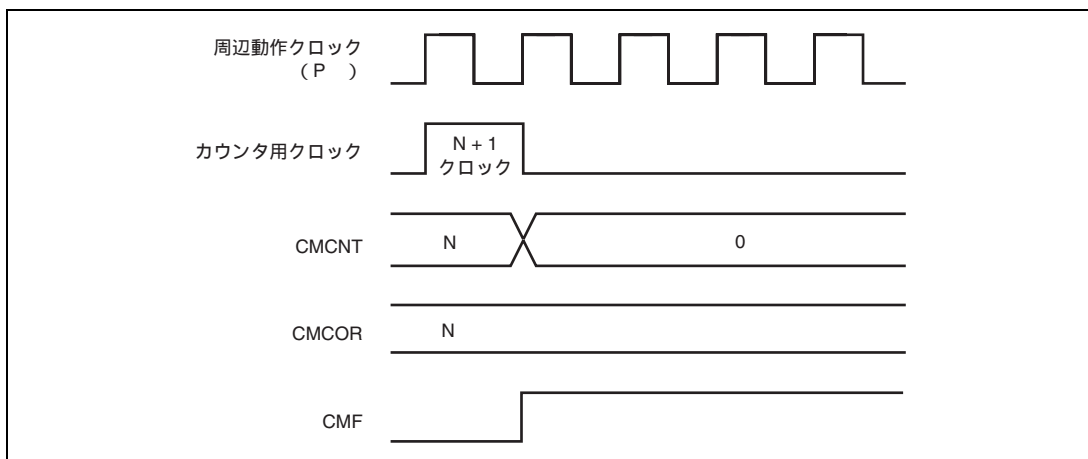 周辺動作クロック
（P　）
カウンタ用クロック
N + 1
クロック
CMCNT
N
0
CMCOR
N
CMF